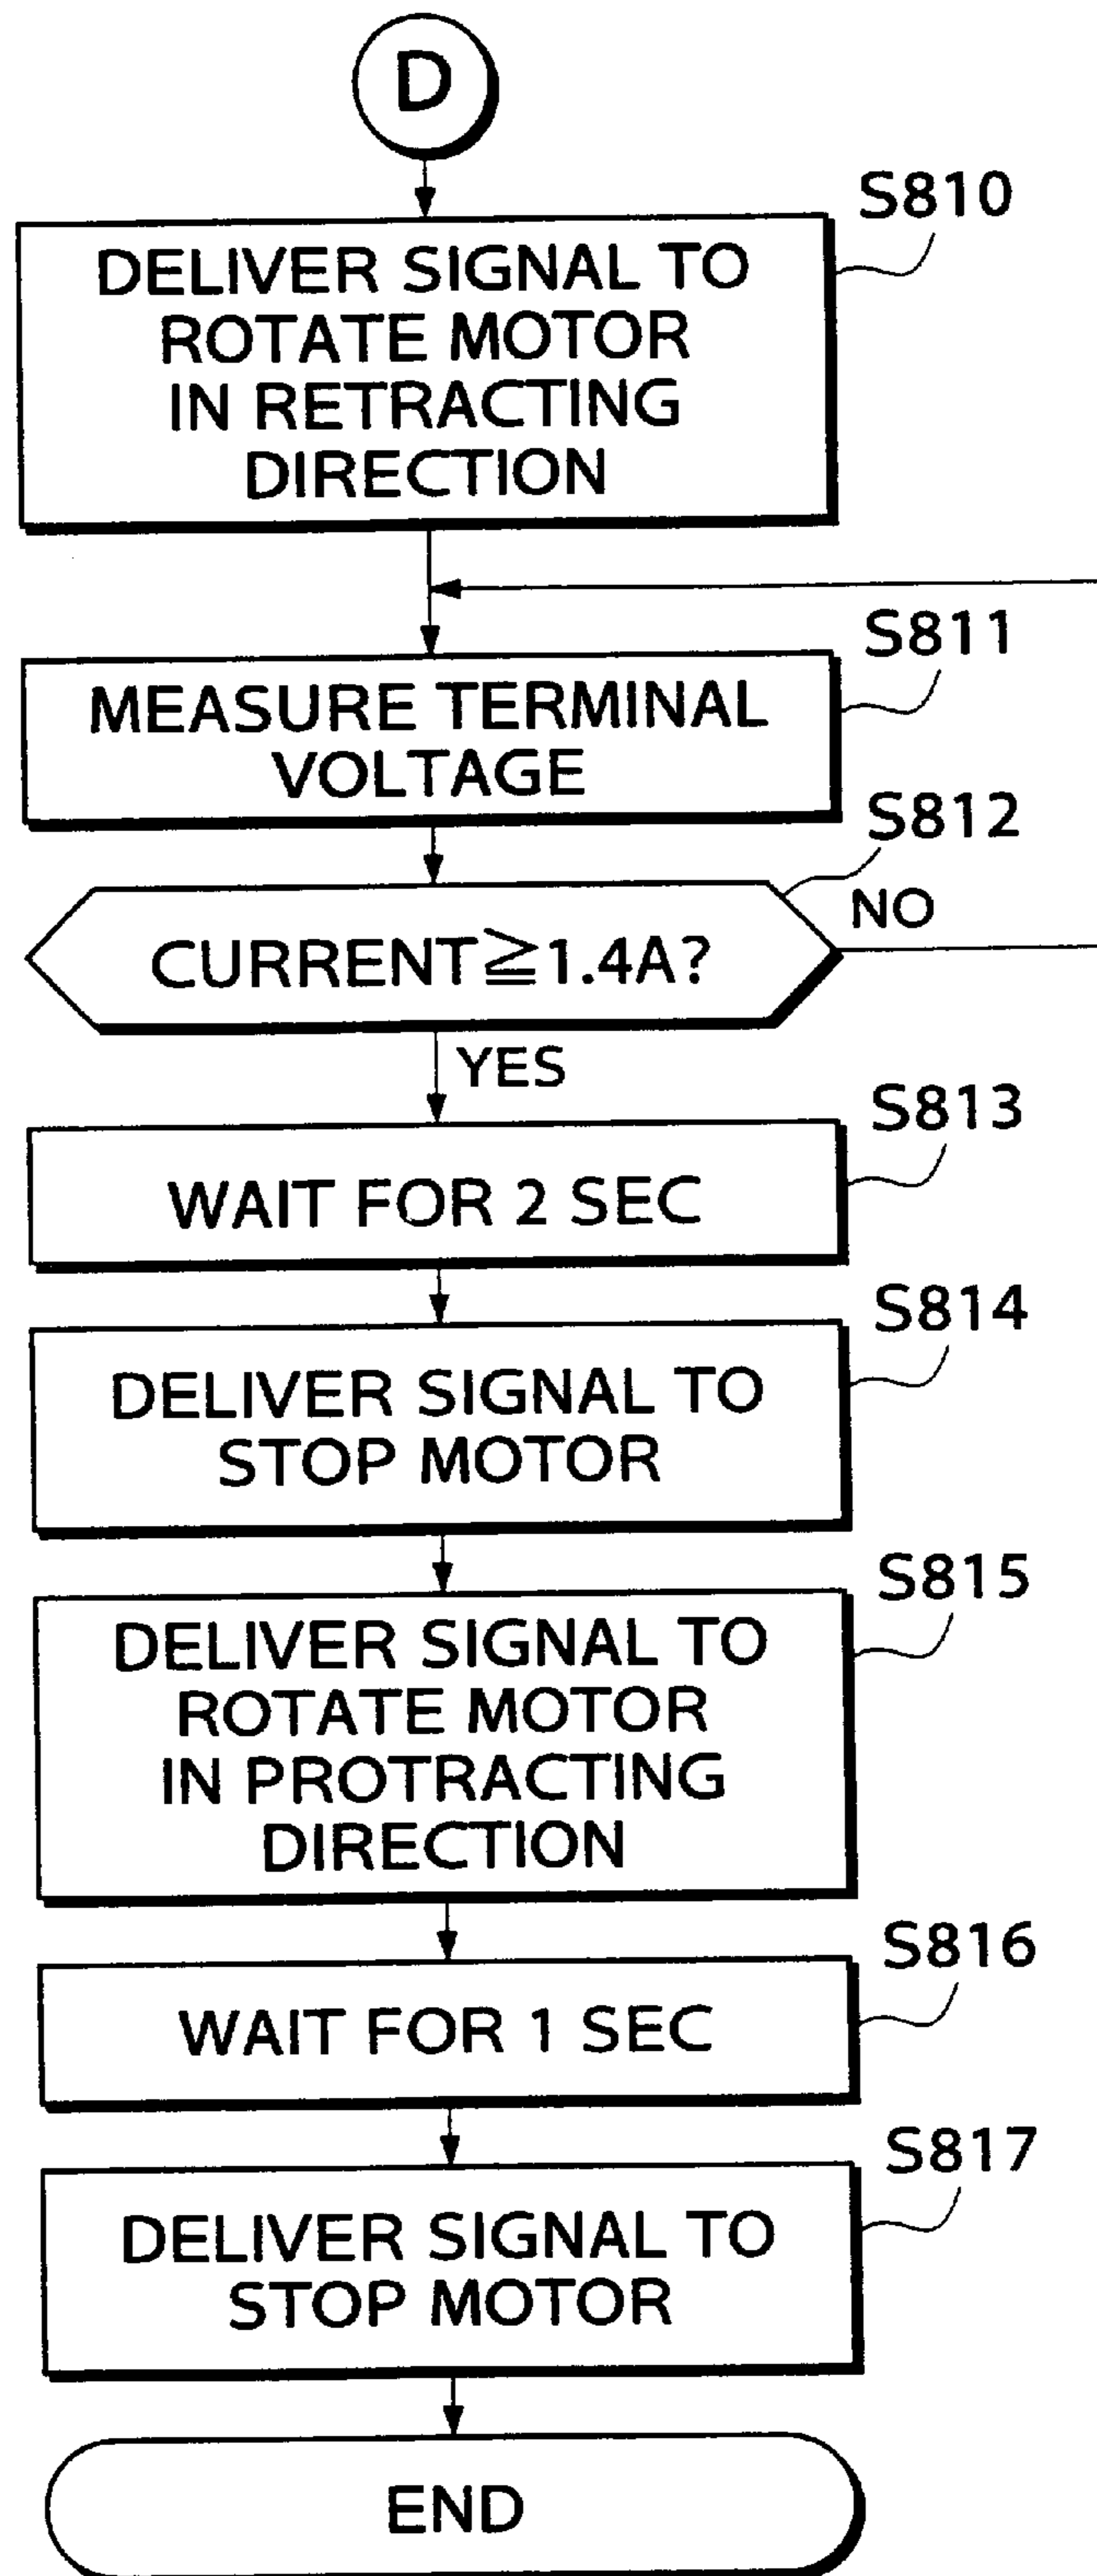 D
S810
DELIVER SIGNAL TO
ROTATE MOTOR
IN RETRACTING
DIRECTION
S811
MEASURE TERMINAL
VOLTAGE
S812
CURRENT≧1.4A?
NO
YES
S813
WAIT FOR 2 SEC
S814
DELIVER SIGNAL TO
STOP MOTOR
S815
DELIVER SIGNAL TO
ROTATE MOTOR
IN PROTRACTING
DIRECTION
S816
WAIT FOR 1 SEC
S817
DELIVER SIGNAL TO
STOP MOTOR
END